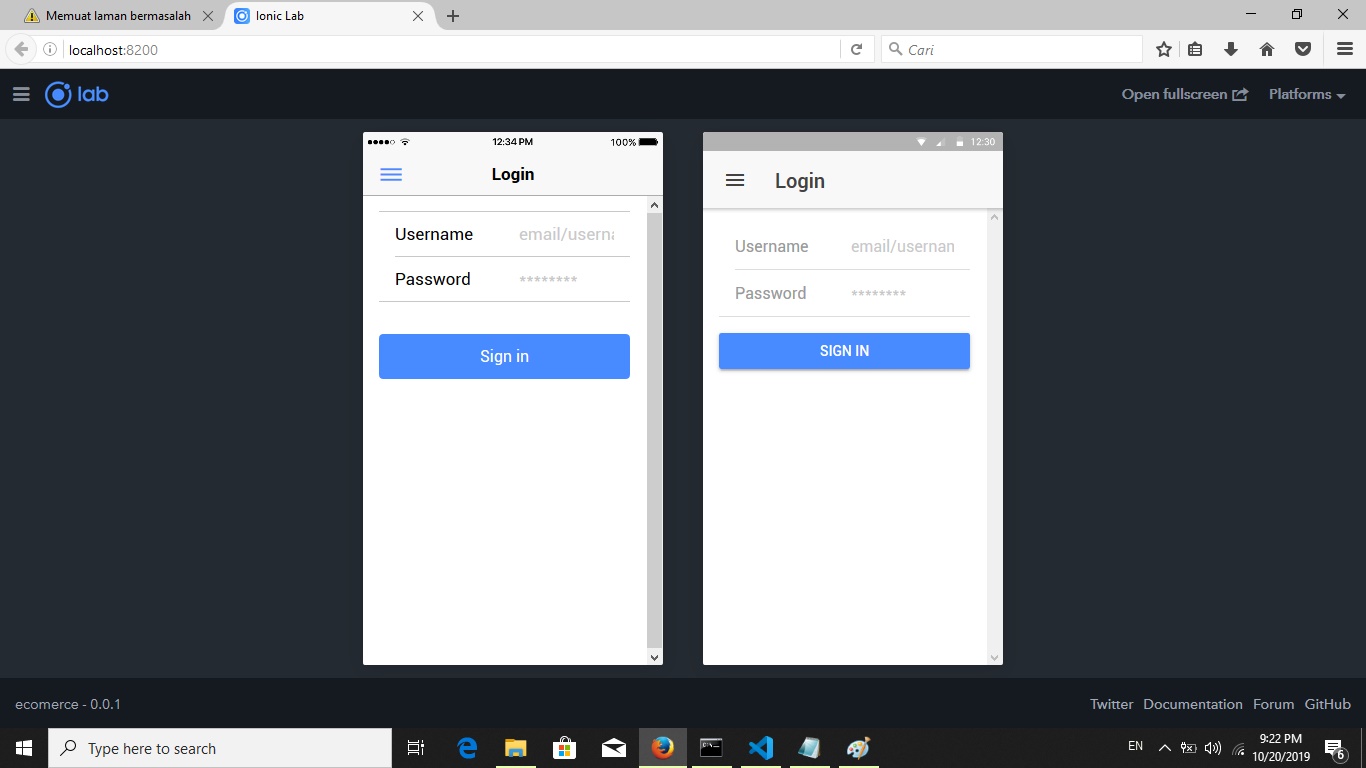 Memuat laman bermasalah
Ionic Lab
localhost:8200
Cari
lab
Open fullscreen
Platforms
12:34 PM
100%
Login
Username
email/userna
Password
********
Sign in
12:30
Login
Username
email/usernan
Password
********
SIGN IN
ecomerce - 0.0.1
Twitter Documentation Forum GitHub
Type here to search
EN
9:22 PM
10/20/2019
6